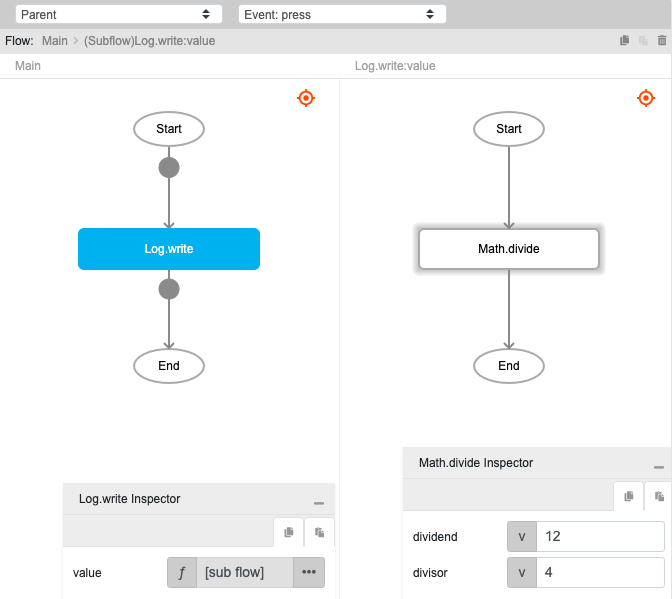 Parent Event: press
Flow: Main > (Subflow)Log.write:value
Main Log.write:value
Start Start
Log.write Math.divide
End End
Math.divide Inspector
Log.write Inspector
dividend v 12
value f [sub flow] •••
divisor v 4